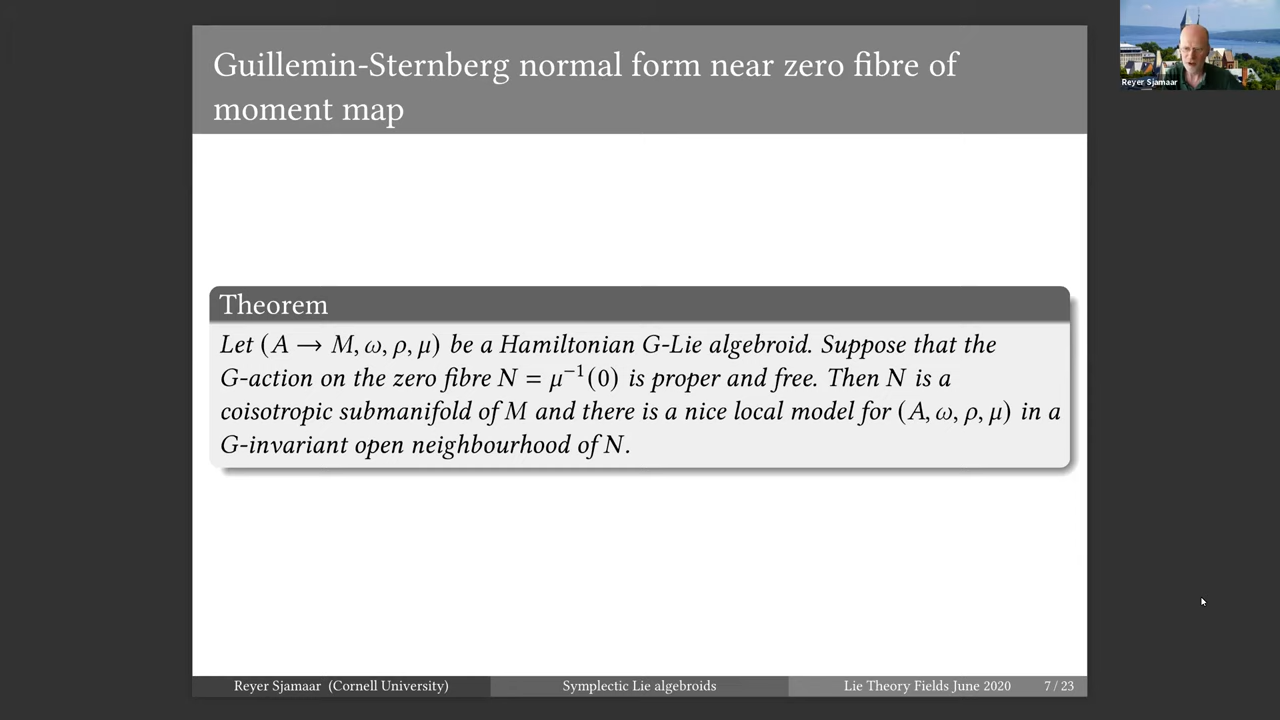 Guillemin-Sternberg normal form near zero fibre of
moment map
Reyer Sjamaar
Theorem
Let (A → M, ω, ρ, μ) be a Hamiltonian G-Lie algebroid. Suppose that the
G-action on the zero fibre N = μ⁻¹(0) is proper and free. Then N is a
coisotropic submanifold of M and there is a nice local model for (A, ω, ρ, μ) in a
G-invariant open neighbourhood of N.
Reyer Sjamaar (Cornell University) Symplectic Lie algebroids Lie Theory Fields June 2020 7 / 23